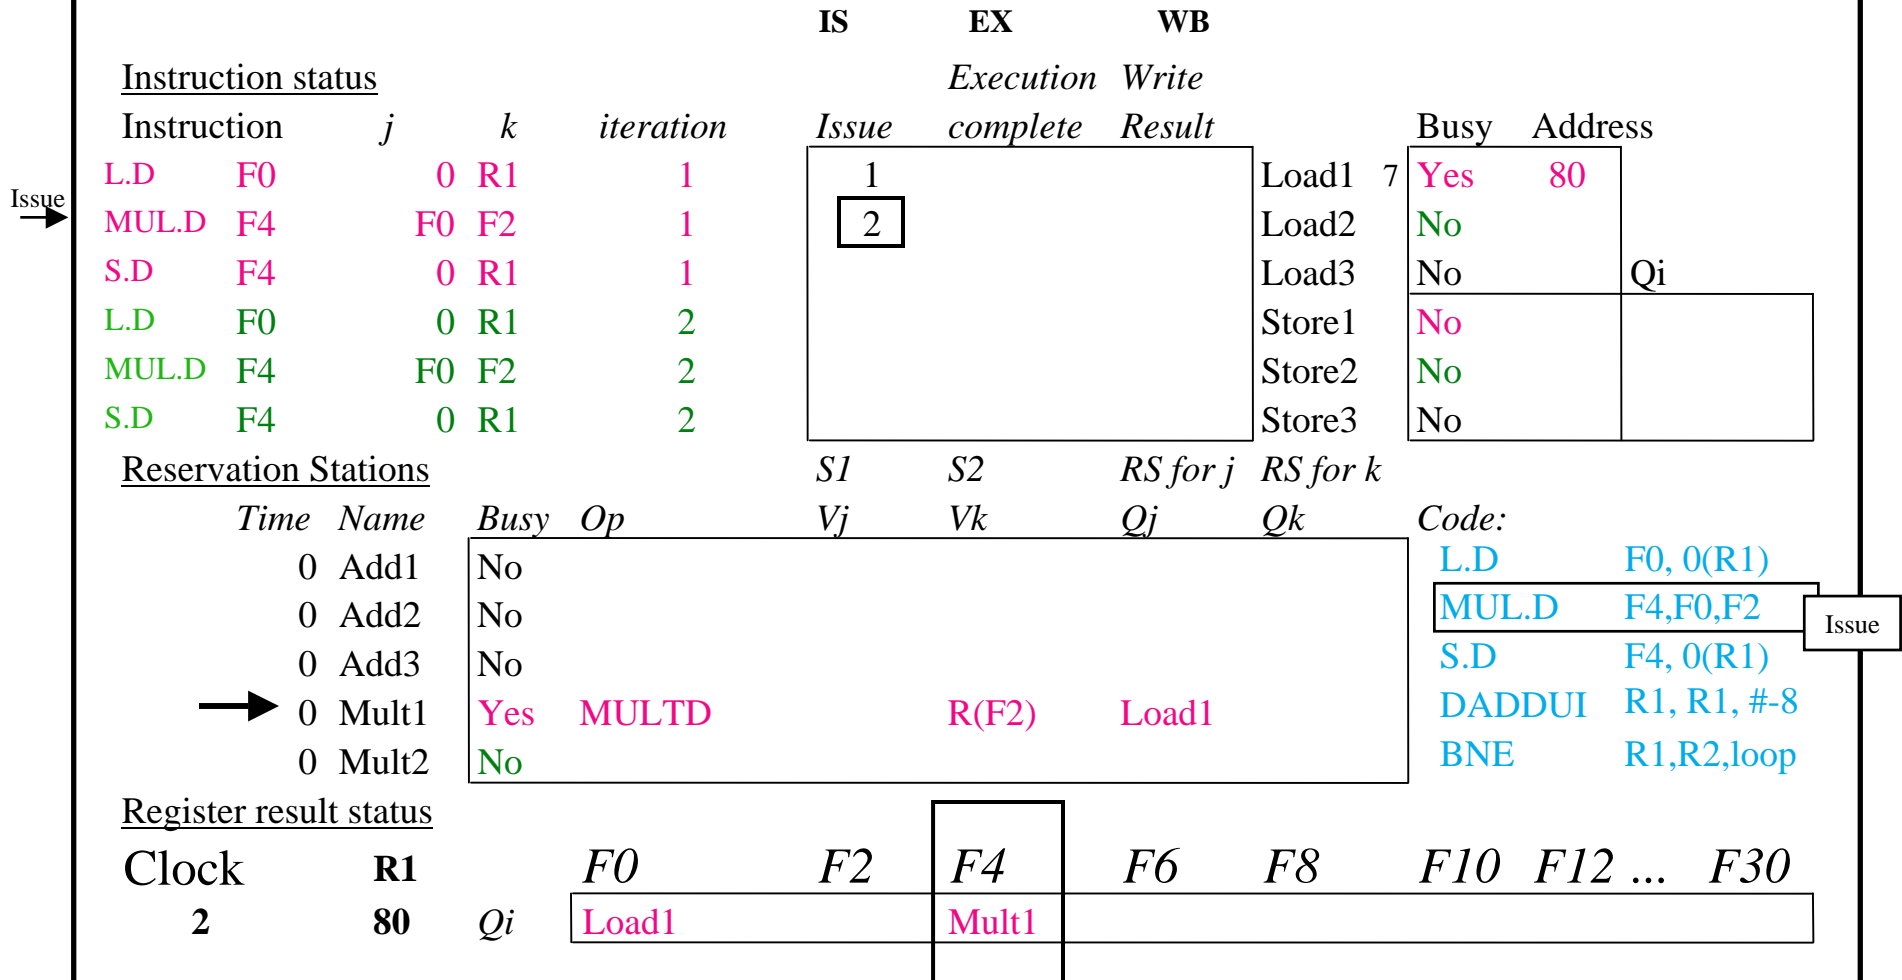 IS EX WB
Instruction status Execution Write
Instruction j k iteration Issue complete Result Busy Address
L.D F0 0 R1 1 1 Load1 7 Yes 80
Issue
MUL.D F4 F0 F2 1 2 Load2 No
S.D F4 0 R1 1 Load3 No Qi
L.D F0 0 R1 2 Store1 No
MUL.D F4 F0 F2 2 Store2 No
S.D F4 0 R1 2 Store3 No
Reservation Stations S1 S2 RS for j RS for k
Time Name Busy Op Vj Vk Qj Qk Code:
0 Add1 No L.D F0, 0(R1)
0 Add2 No MUL.D F4,F0,F2
Issue
0 Add3 No S.D F4, 0(R1)
0 Mult1 Yes MULTD R(F2) Load1 DADDUI R1, R1, #-8
0 Mult2 No BNE R1,R2,loop
Register result status
Clock R1 F0 F2 F4 F6 F8 F10 F12 ... F30
2 80 Qi Load1 Mult1